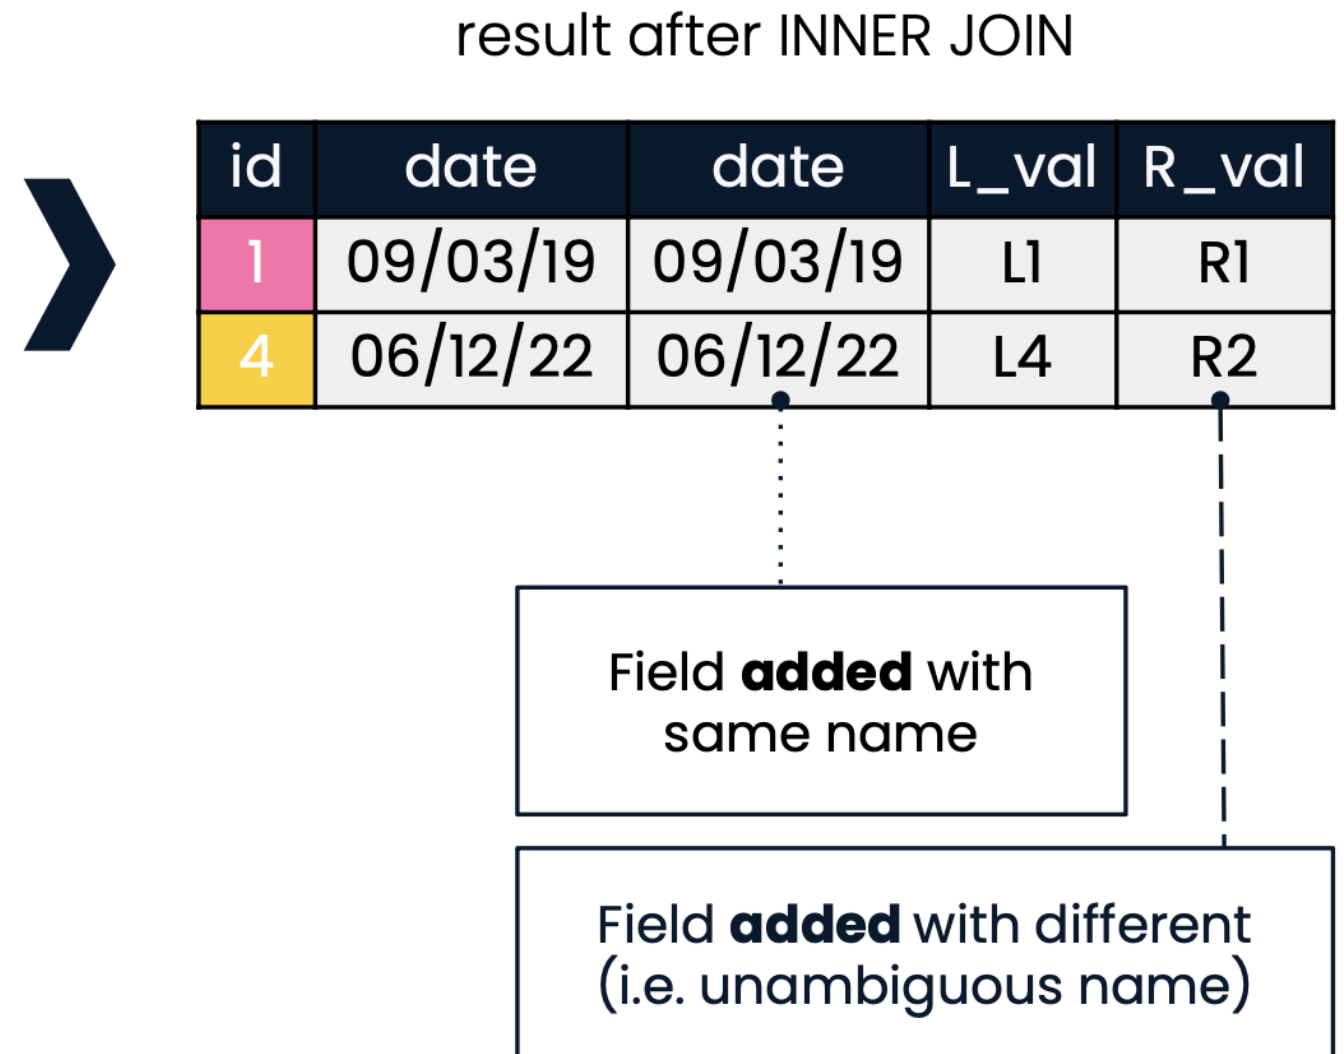 result after INNER JOIN
id date date L_val R_val
1 09/03/19 09/03/19 L1 R1
4 06/12/22 06/12/22 L4 R2
Field added with
same name
Field added with different
(i.e. unambiguous name)